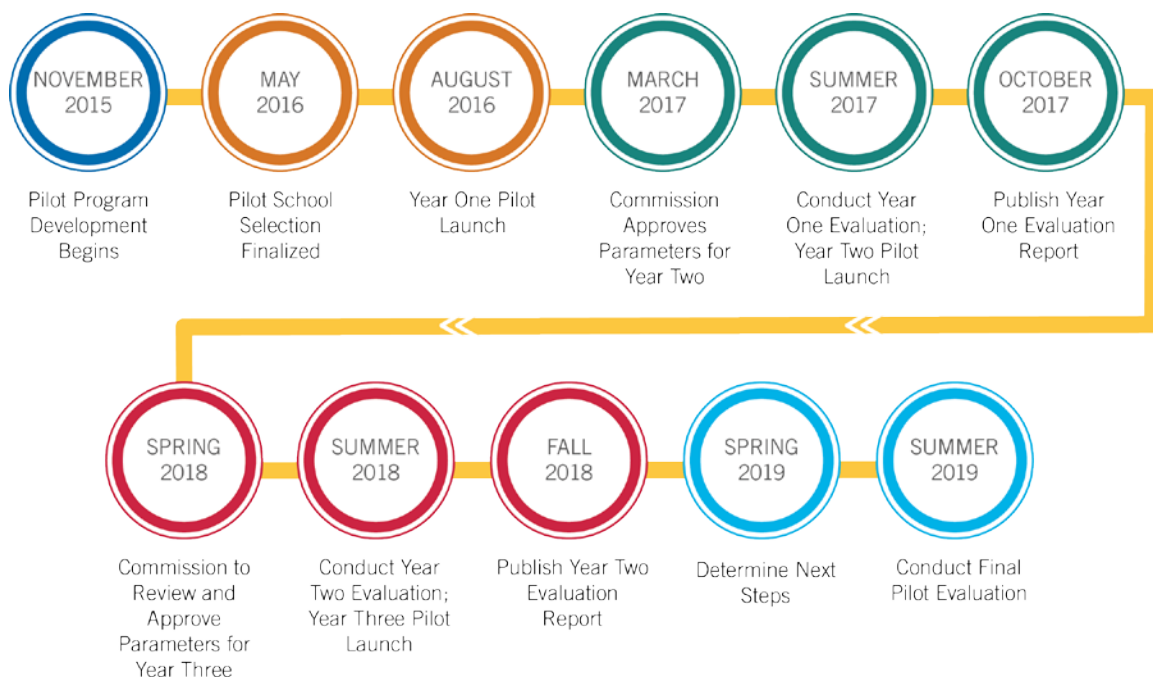 NOVEMBER
2015
Pilot Program
Development
Begins
MAY
2016
Pilot School
Selection
Finalized
AUGUST
2016
Year One Pilot
Launch
MARCH
2017
Commission
Approves
Parameters for
Year Two
SUMMER
2017
Conduct Year
One Evaluation;
Year Two Pilot
Launch
OCTOBER
2017
Publish Year
One Evaluation
Report
SPRING
2018
Commission to
Review and
Approve
Parameters for
Year Three
SUMMER
2018
Conduct Year
Two Evaluation;
Year Three Pilot
Launch
FALL
2018
Publish Year Two
Evaluation
Report
SPRING
2019
Determine Next
Steps
SUMMER
2019
Conduct Final
Pilot Evaluation